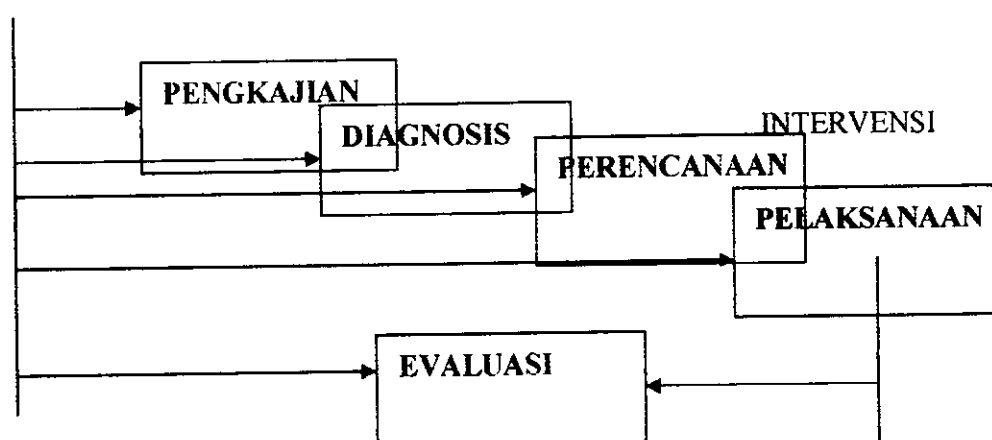 PENGKAJIAN
DIAGNOSIS
INTERVENSI
PERENCANAAN
PELAKSANAAN
EVALUASI